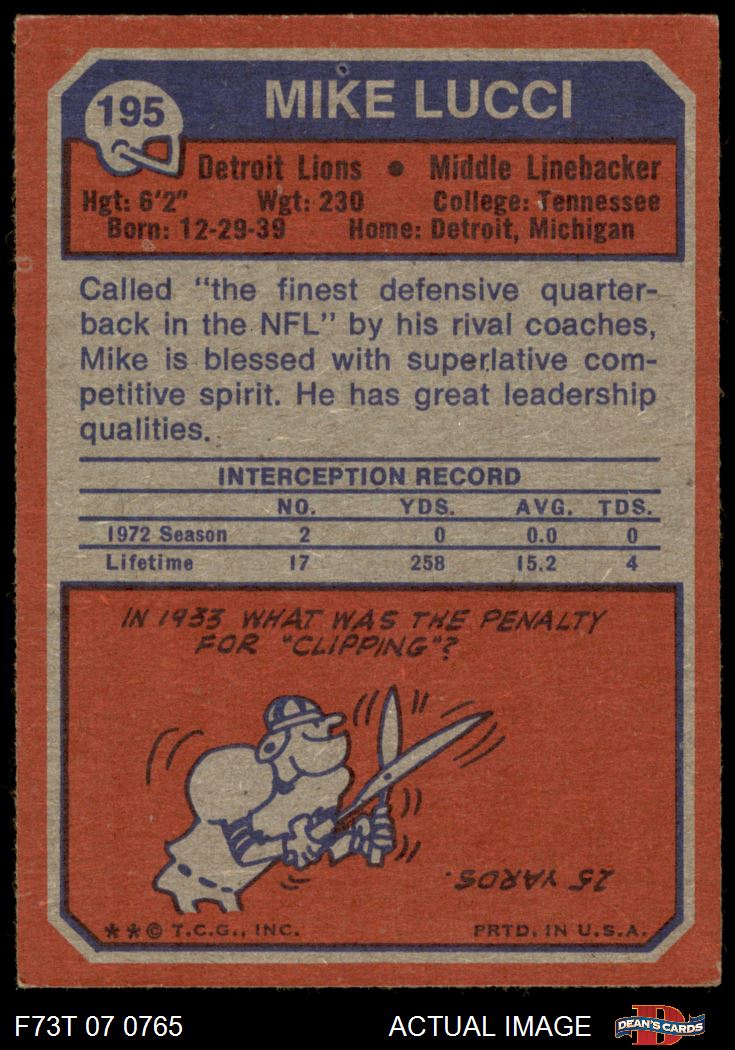 195
MIKE LUCCI
Detroit Lions ● Middle Linebacker
Hgt: 6'2" Wgt: 230 College: Tennessee
Born: 12-29-39 Home: Detroit, Michigan
Called "the finest defensive quarter-
back in the NFL" by his rival coaches,
Mike is blessed with superlative com-
petitive spirit. He has great leadership
qualities.
INTERCEPTION RECORD
NO. YDS. AVG. TDS.
1972 Season 2 0 0.0 0
Lifetime 17 258 15.2 4
IN 1933 WHAT WAS THE PENALTY
FOR "CLIPPING"?
25 YARDS.
**© T.C.G., INC. PRTD. IN U.S.A.
F73T 07 0765 ACTUAL IMAGE DEAN'S CARDS